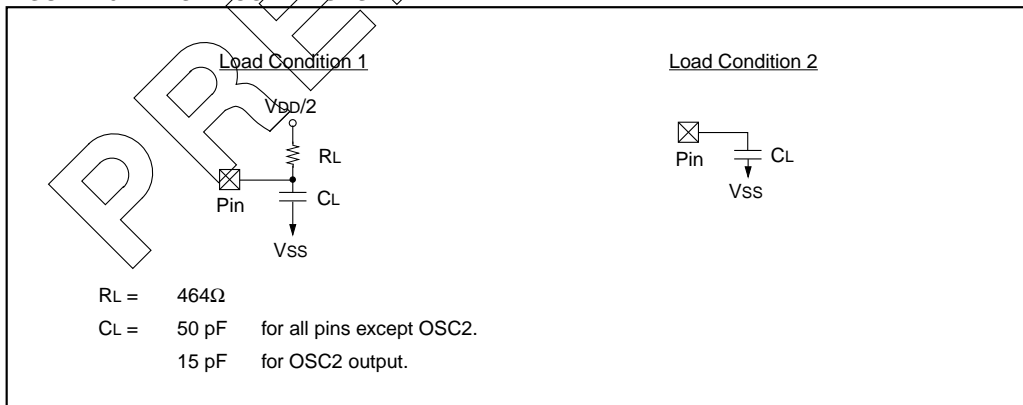 Load Condition 1
VDD/2
RL
Pin
CL
VSS
Load Condition 2
Pin
CL
VSS
RL = 464Ω
CL = 50 pF for all pins except OSC2.
15 pF for OSC2 output.